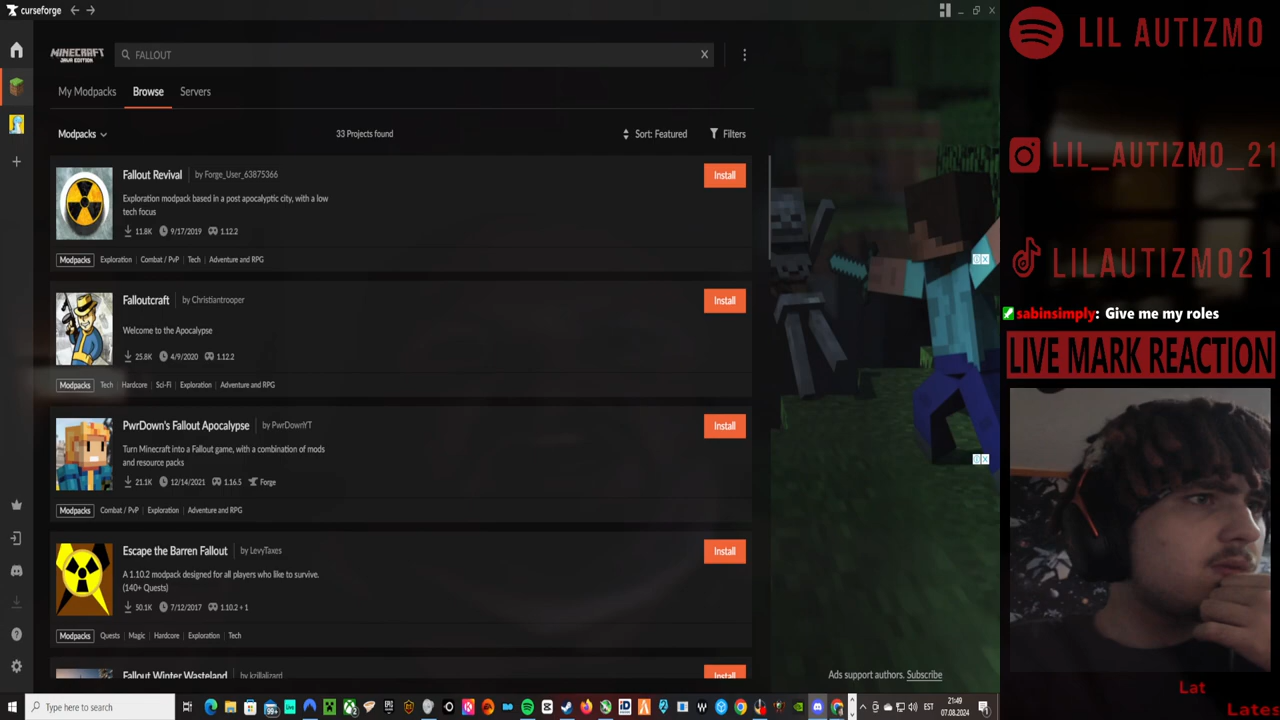 curseforge
MINECRAFT
JAVA EDITION
FALLOUT
My Modpacks Browse Servers
Modpacks 33 Projects found Sort: Featured Filters
Fallout Revival by Forge_User_63875366 Install
Exploration modpack based in a post apocalyptic city, with a low
tech focus
11.8K 9/17/2019 1.12.2
Modpacks Exploration Combat / PvP Tech Adventure and RPG
Falloutcraft by Christiantrooper Install
Welcome to the Apocalypse
25.8K 4/9/2020 1.12.2
Modpacks Tech Hardcore Sci-Fi Exploration Adventure and RPG
PwrDown's Fallout Apocalypse by PwrDownYT Install
Turn Minecraft into a Fallout game, with a combination of mods
and resource packs
21.1K 12/14/2021 1.16.5 Forge
Modpacks Combat / PvP Exploration Adventure and RPG
Escape the Barren Fallout by LevyTaxes Install
A 1.10.2 modpack designed for all players who like to survive.
(140+ Quests)
50.1K 7/12/2017 1.10.2 + 1
Modpacks Quests Magic Hardcore Exploration Tech
Fallout Winter Wasteland by kzillalizard Install
Ads support authors. Subscribe
LIL AUTIZMO
LIL_AUTIZMO_21
LILAUTIZMO21
sabinsimply: Give me my roles
LIVE MARK REACTION
Lat
Lates
Type here to search
99+
21:49
EST
07.08.2024